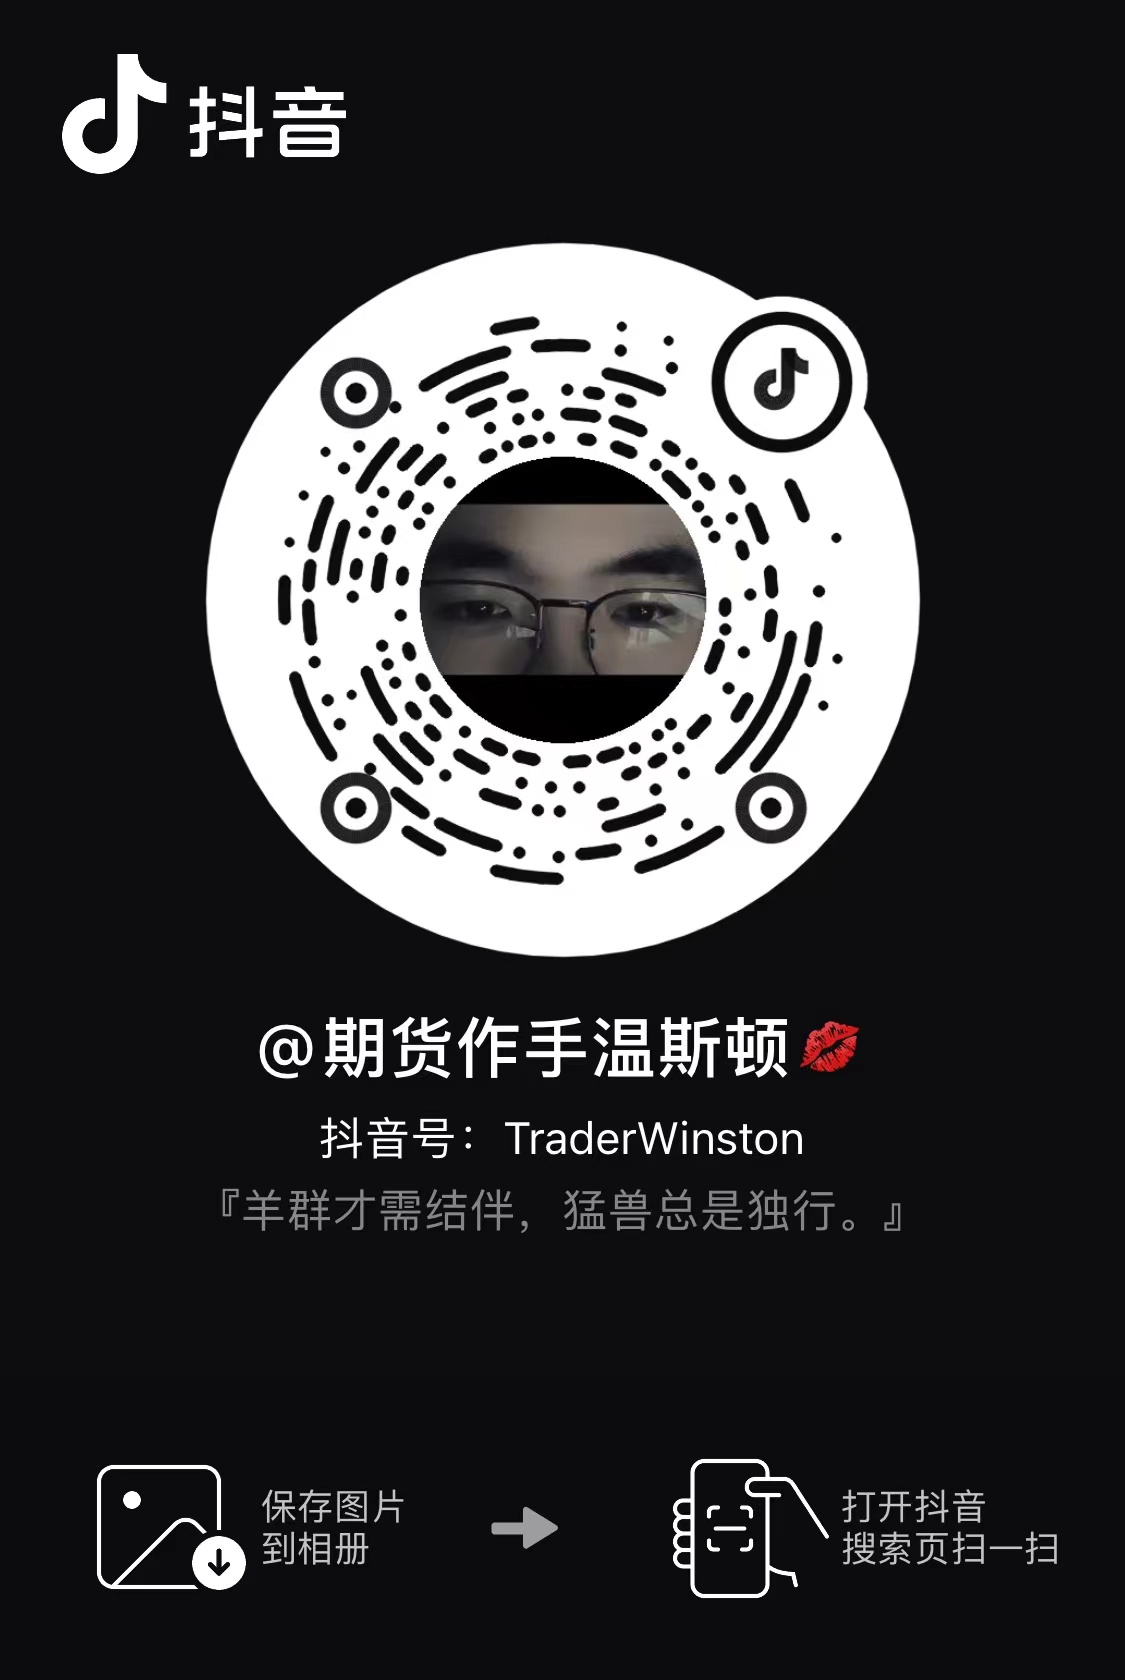 抖音
@期货作手温斯顿💋
抖音号：TraderWinston
『羊群才需结伴，猛兽总是独行。』
保存图片
到相册
打开抖音
搜索页扫一扫